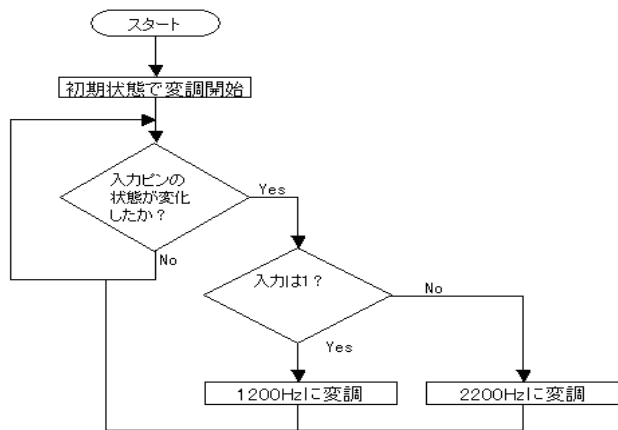 スタート
初期状態で変調開始
入力ピンの
状態が変化
したか？
Yes
No
入力は1？
No
Yes
1200Hzに変調
2200Hzに変調